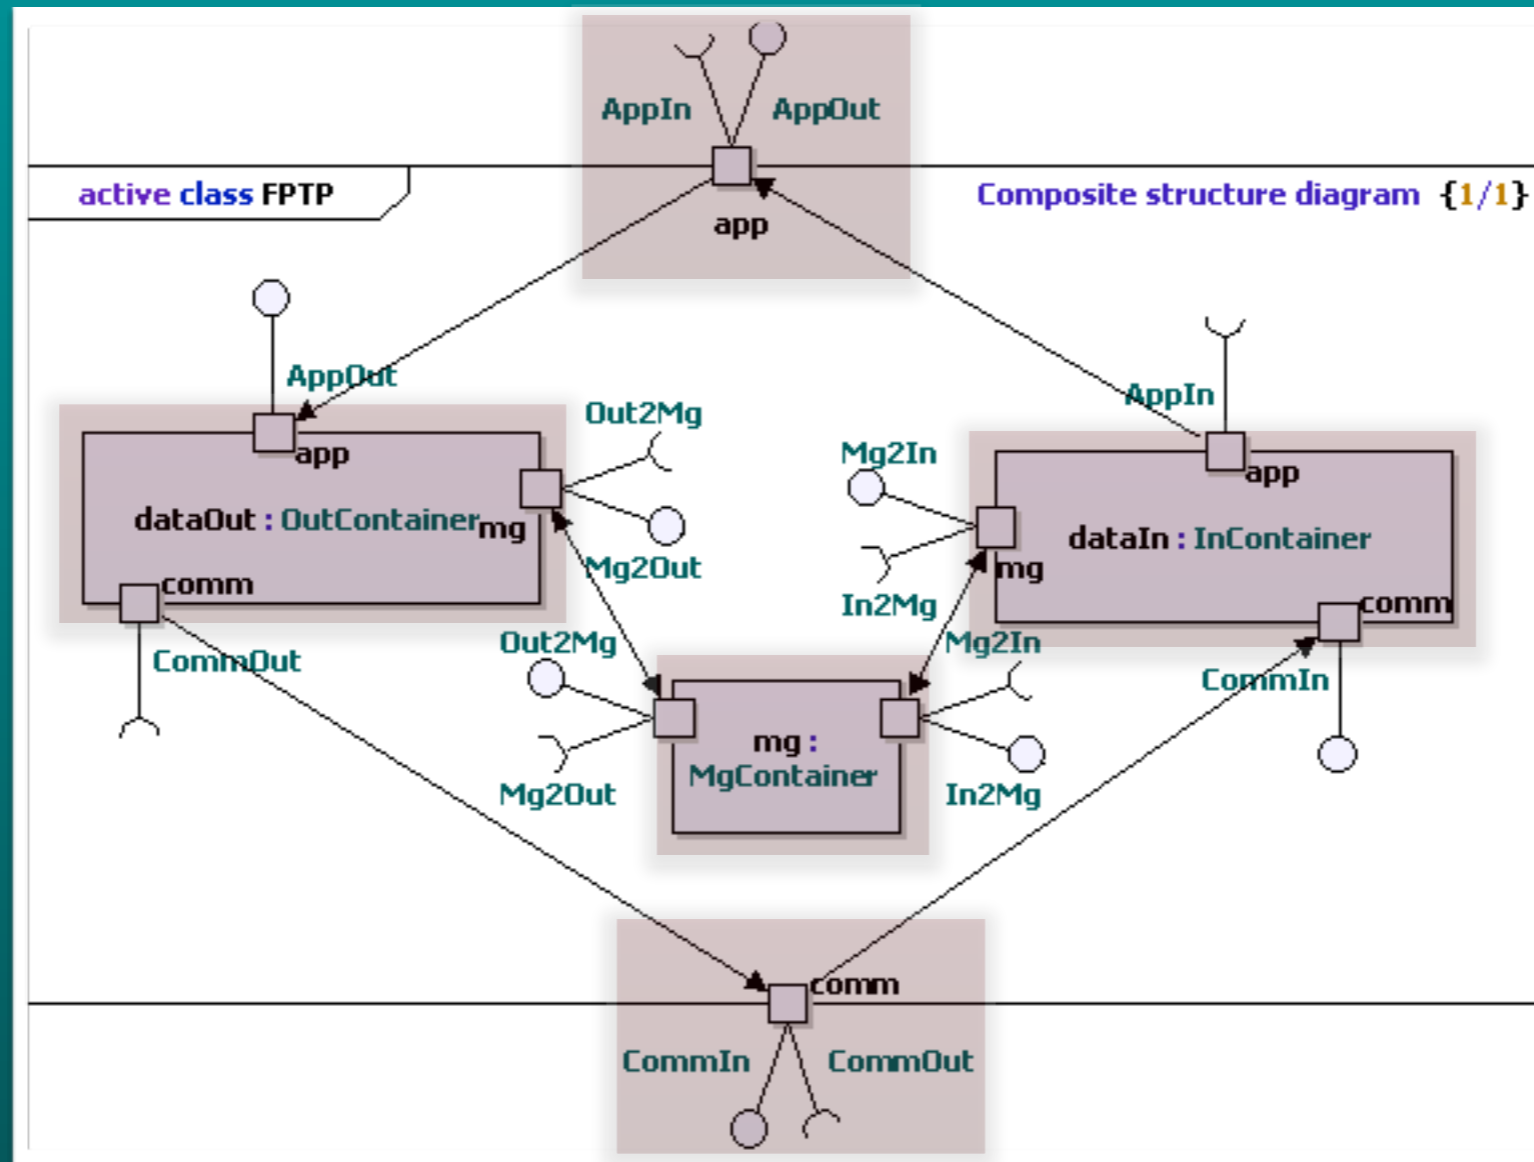 AppIn AppOut
active class FPTP
Composite structure diagram {1/1}
app
AppOut
AppIn
Out2Mg
app
Mg2In
app
dataOut : OutContainer
mg
dataIn : InContainer
Mg2Out
mg
comm
In2Mg
comm
Out2Mg
Mg2In
CommOut
CommIn
mg :
MgContainer
Mg2Out
In2Mg
comm
CommIn CommOut